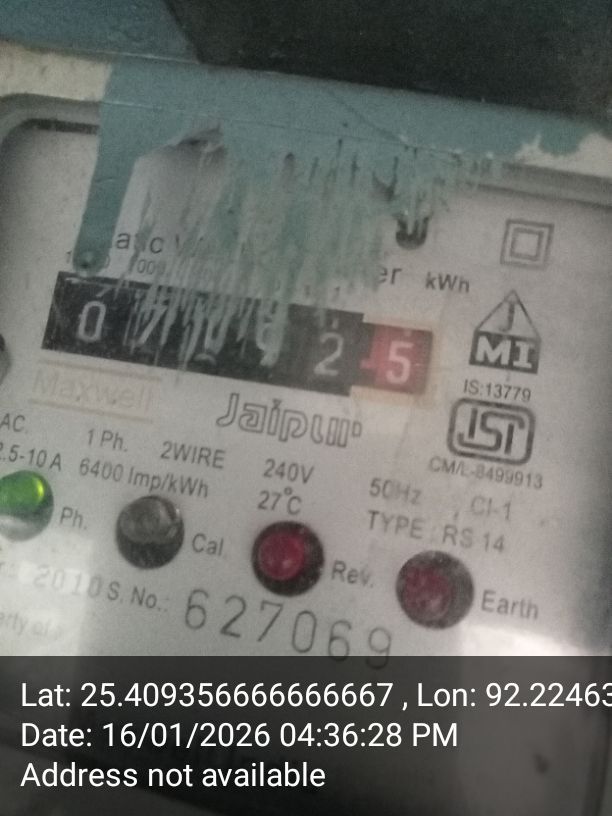 kWh
0
2 5
MI
Maxwell
Jaipur
IS:13779
ISI
CM/L-8499913
AC. 1 Ph. 2WIRE 240V 50Hz , Cl-1
2.5-10 A 6400 Imp/kWh 27°C TYPE : RS 14
Ph. Cal. Rev. Earth
2010 S. No.: 627069
Lat: 25.409356666666667 , Lon: 92.22463
Date: 16/01/2026 04:36:28 PM
Address not available